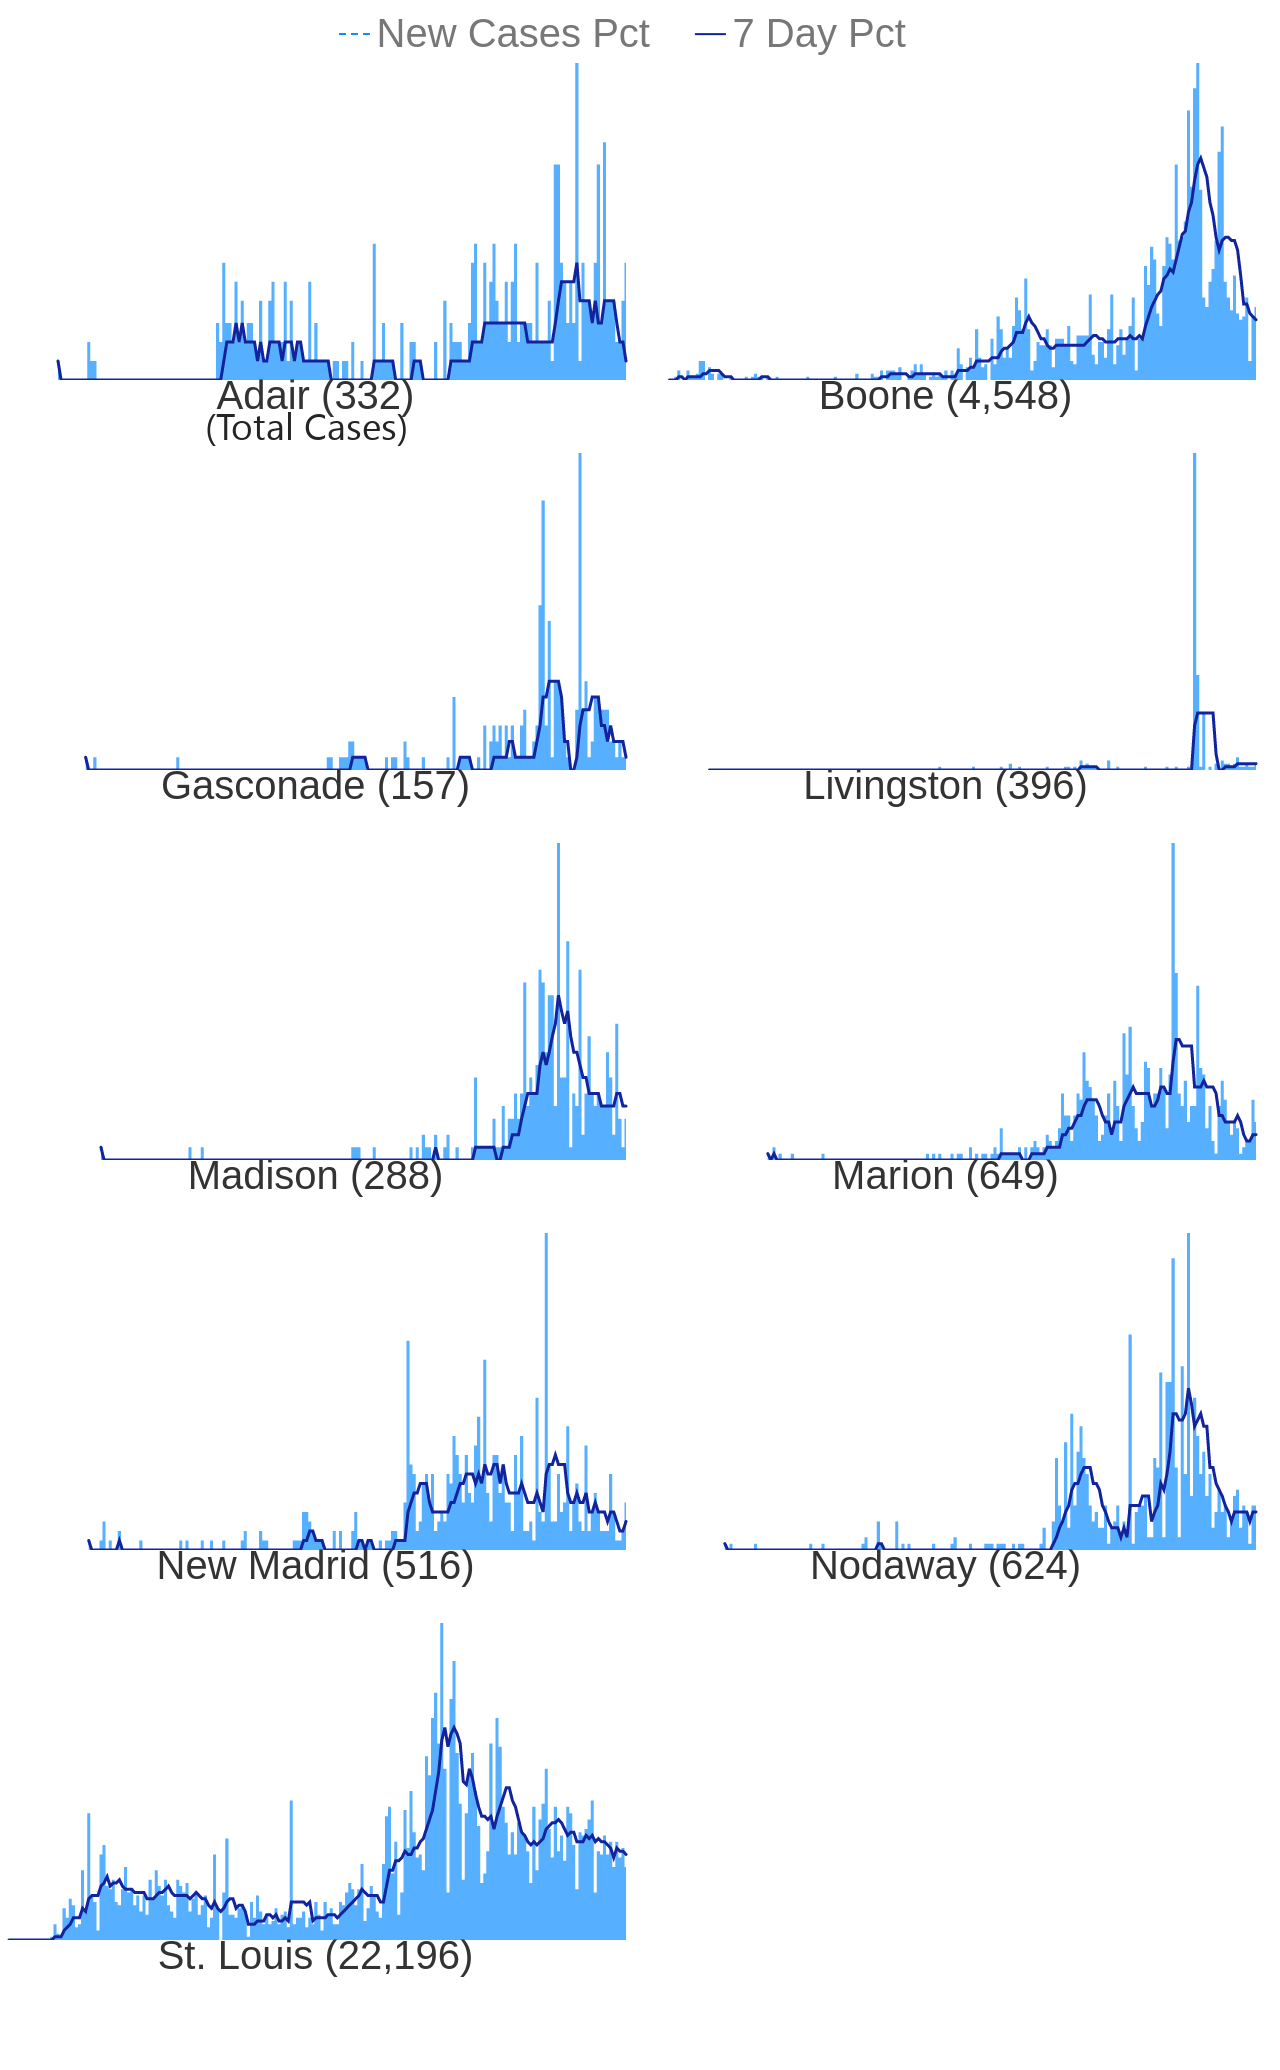 New Cases Pct 7 Day Pct
Adair (332) Boone (4,548)
(Total Cases)
Gasconade (157) Livingston (396)
Madison (288) Marion (649)
New Madrid (516) Nodaway (624)
St. Louis (22,196)